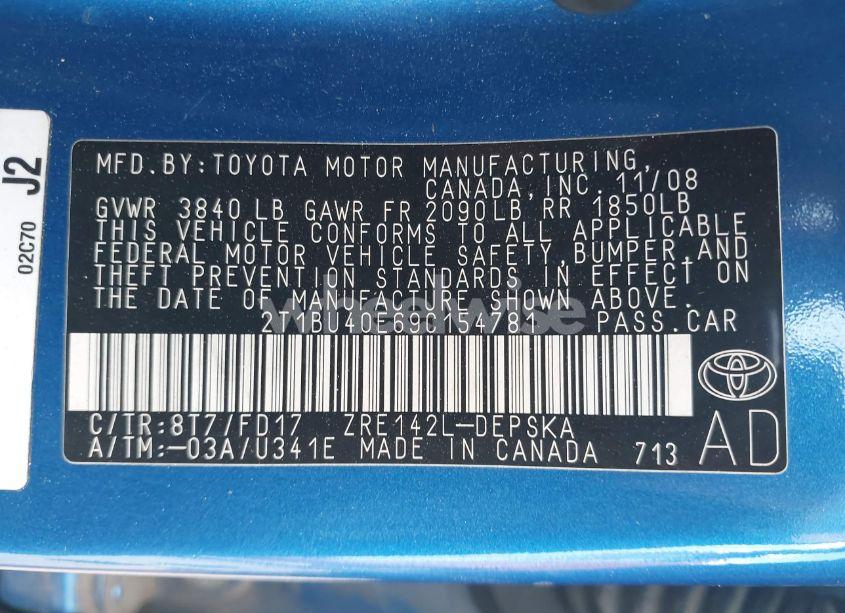 MFD.BY:TOYOTA MOTOR MANUFACTURING,
CANADA,INC. 11/08
GVWR 3840 LB GAWR FR 2090LB RR 1850LB
THIS VEHICLE CONFORMS TO ALL APPLICABLE
FEDERAL MOTOR VEHICLE SAFETY,BUMPER,AND
THEFT PREVENTION STANDARDS IN EFFECT ON
THE DATE OF MANUFACTURE SHOWN ABOVE.
PASS.CAR
C/TR:8T7/FD17 ZRE142L-DEPSKA
A/TM:-03A/U341E MADE IN CANADA 713
AD
J2
02C70